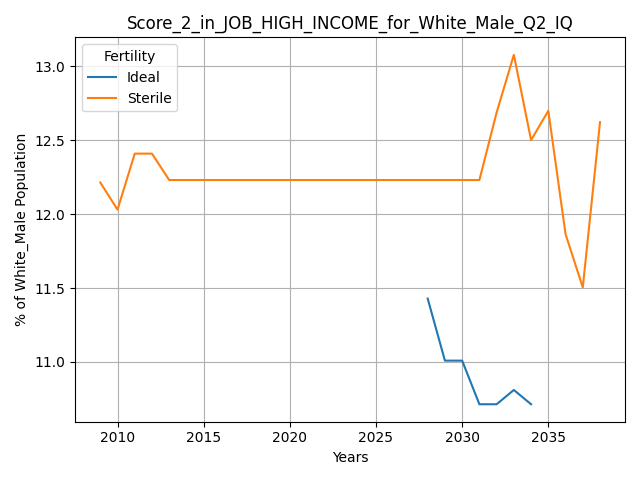 Score_2_in_JOB_HIGH_INCOME_for_White_Male_Q2_IQ
Fertility
Ideal
Sterile
% of White_Male Population
13.0
12.5
12.0
11.5
11.0
2010 2015 2020 2025 2030 2035
Years